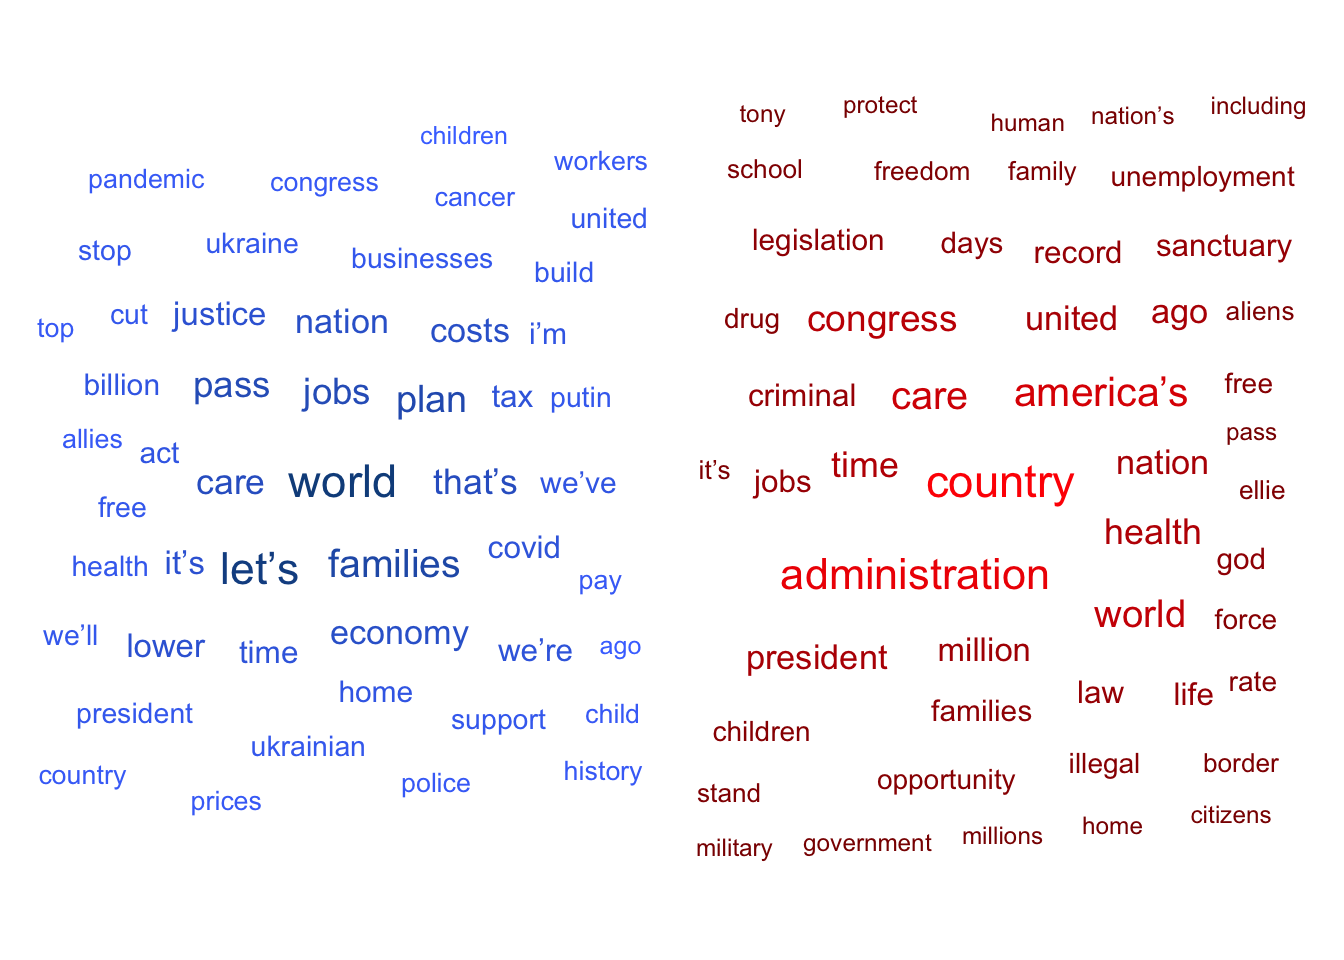 children
workers
pandemic
congress
cancer
united
stop
ukraine
businesses
build
top
cut
justice
nation
costs
i’m
billion
pass
jobs
plan
tax
putin
allies
act
care
world
that’s
we’ve
free
health
it’s
let’s
families
covid
pay
we’ll
lower
time
economy
we’re
ago
home
president
support
child
ukrainian
country
prices
police
history
tony
protect
human
nation’s
including
school
freedom
family
unemployment
legislation
days
record
sanctuary
drug
congress
united
ago
aliens
criminal
care
america’s
free
pass
it’s
jobs
time
country
nation
ellie
health
god
administration
world
force
president
million
law
life
rate
families
children
opportunity
illegal
border
stand
citizens
military
government
millions
home